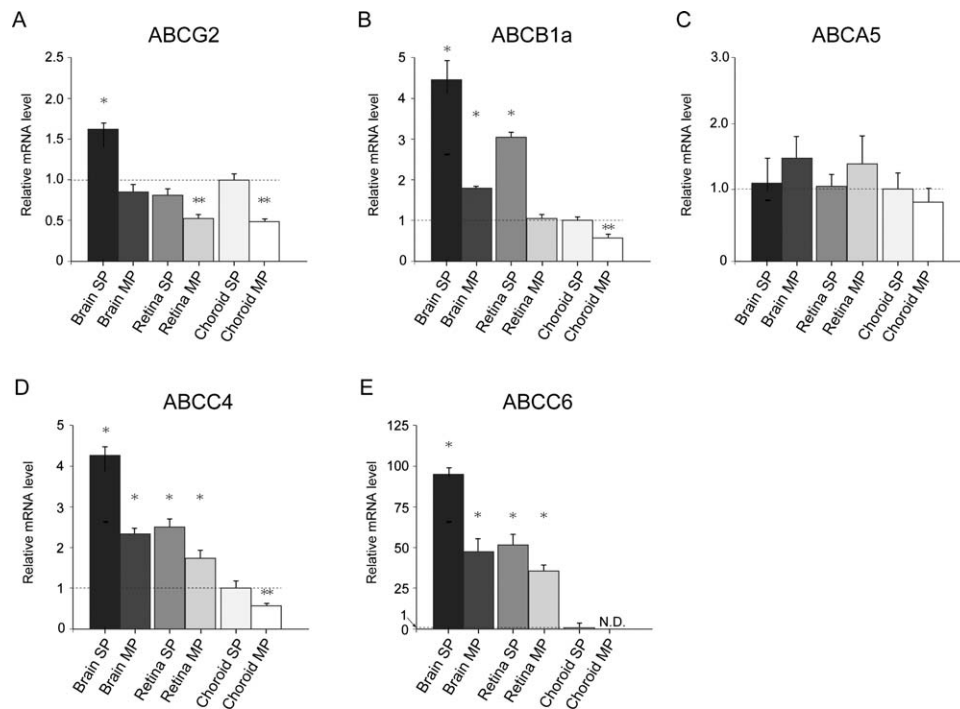 A
ABCG2
Relative mRNA level
2.5
2.0
1.5
1.0
0.5
0
*
**
**
Brain SP
Brain MP
Retina SP
Retina MP
Choroid SP
Choroid MP
B
ABCB1a
Relative mRNA level
5
4
3
2
1
0
*
*
*
**
Brain SP
Brain MP
Retina SP
Retina MP
Choroid SP
Choroid MP
C
ABCA5
Relative mRNA level
3.0
2.0
1.0
0
Brain SP
Brain MP
Retina SP
Retina MP
Choroid SP
Choroid MP
D
ABCC4
Relative mRNA level
5
4
3
2
1
0
*
*
*
*
**
Brain SP
Brain MP
Retina SP
Retina MP
Choroid SP
Choroid MP
E
ABCC6
Relative mRNA level
125
100
75
50
25
1
0
*
*
*
*
N.D.
Brain SP
Brain MP
Retina SP
Retina MP
Choroid SP
Choroid MP